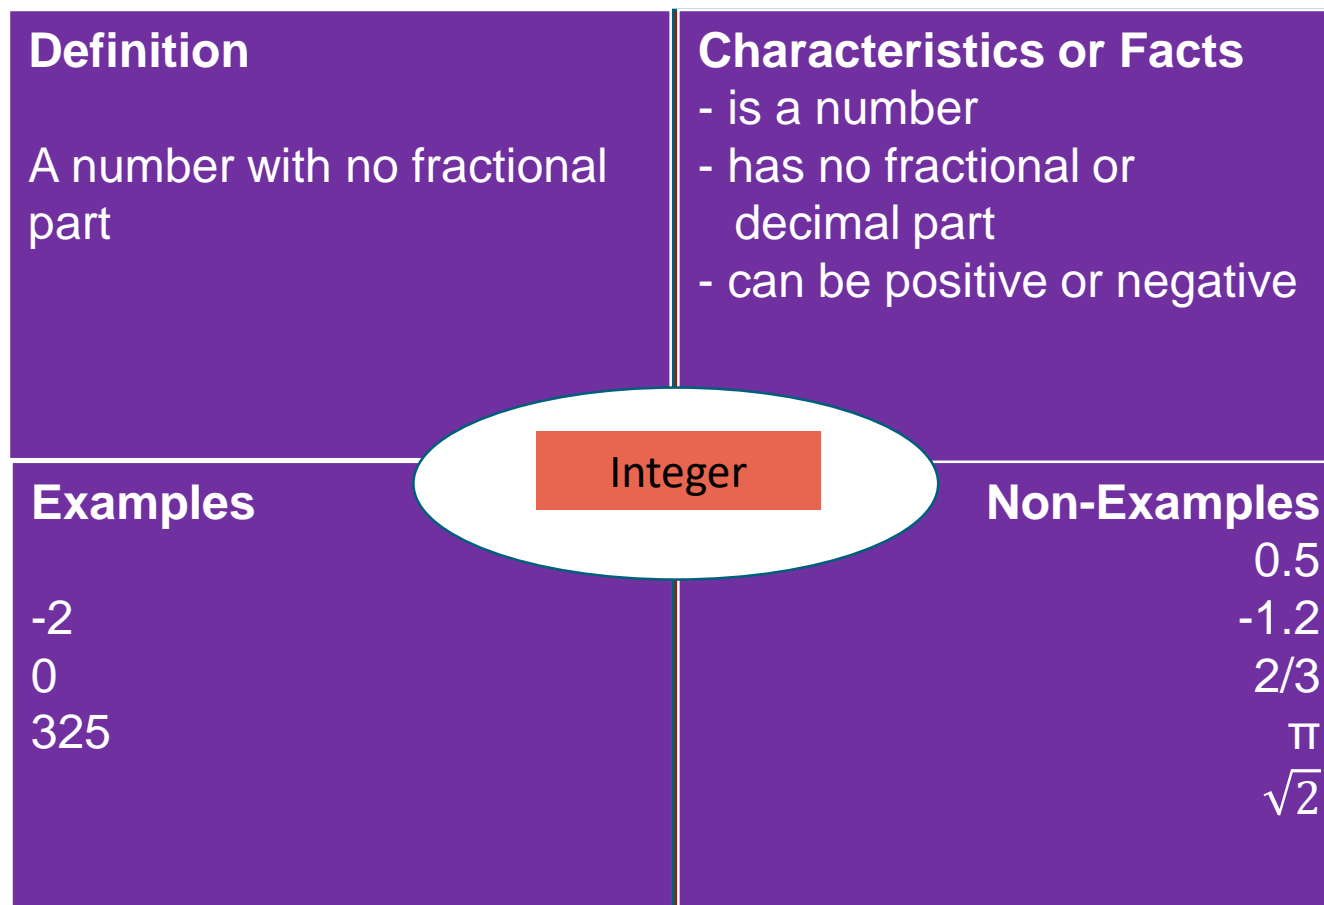 Definition
A number with no fractional
part
Characteristics or Facts
- is a number
- has no fractional or
decimal part
- can be positive or negative
Integer
Examples
-2
0
325
Non-Examples
0.5
-1.2
2/3
π
√2